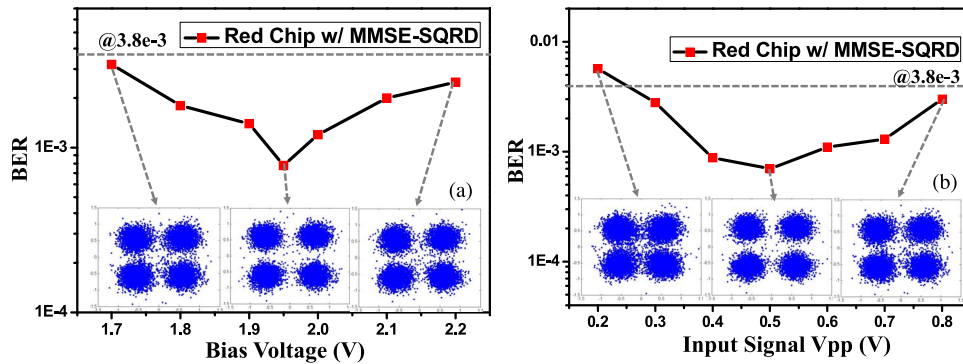 Red Chip w/ MMSE-SQRD
@3.8e-3
BER
1E-3
1E-4
(a)
1.7 1.8 1.9 2.0 2.1 2.2
Bias Voltage (V)
Red Chip w/ MMSE-SQRD
@3.8e-3
BER
0.01
1E-3
1E-4
(b)
0.2 0.3 0.4 0.5 0.6 0.7 0.8
Input Signal Vpp (V)